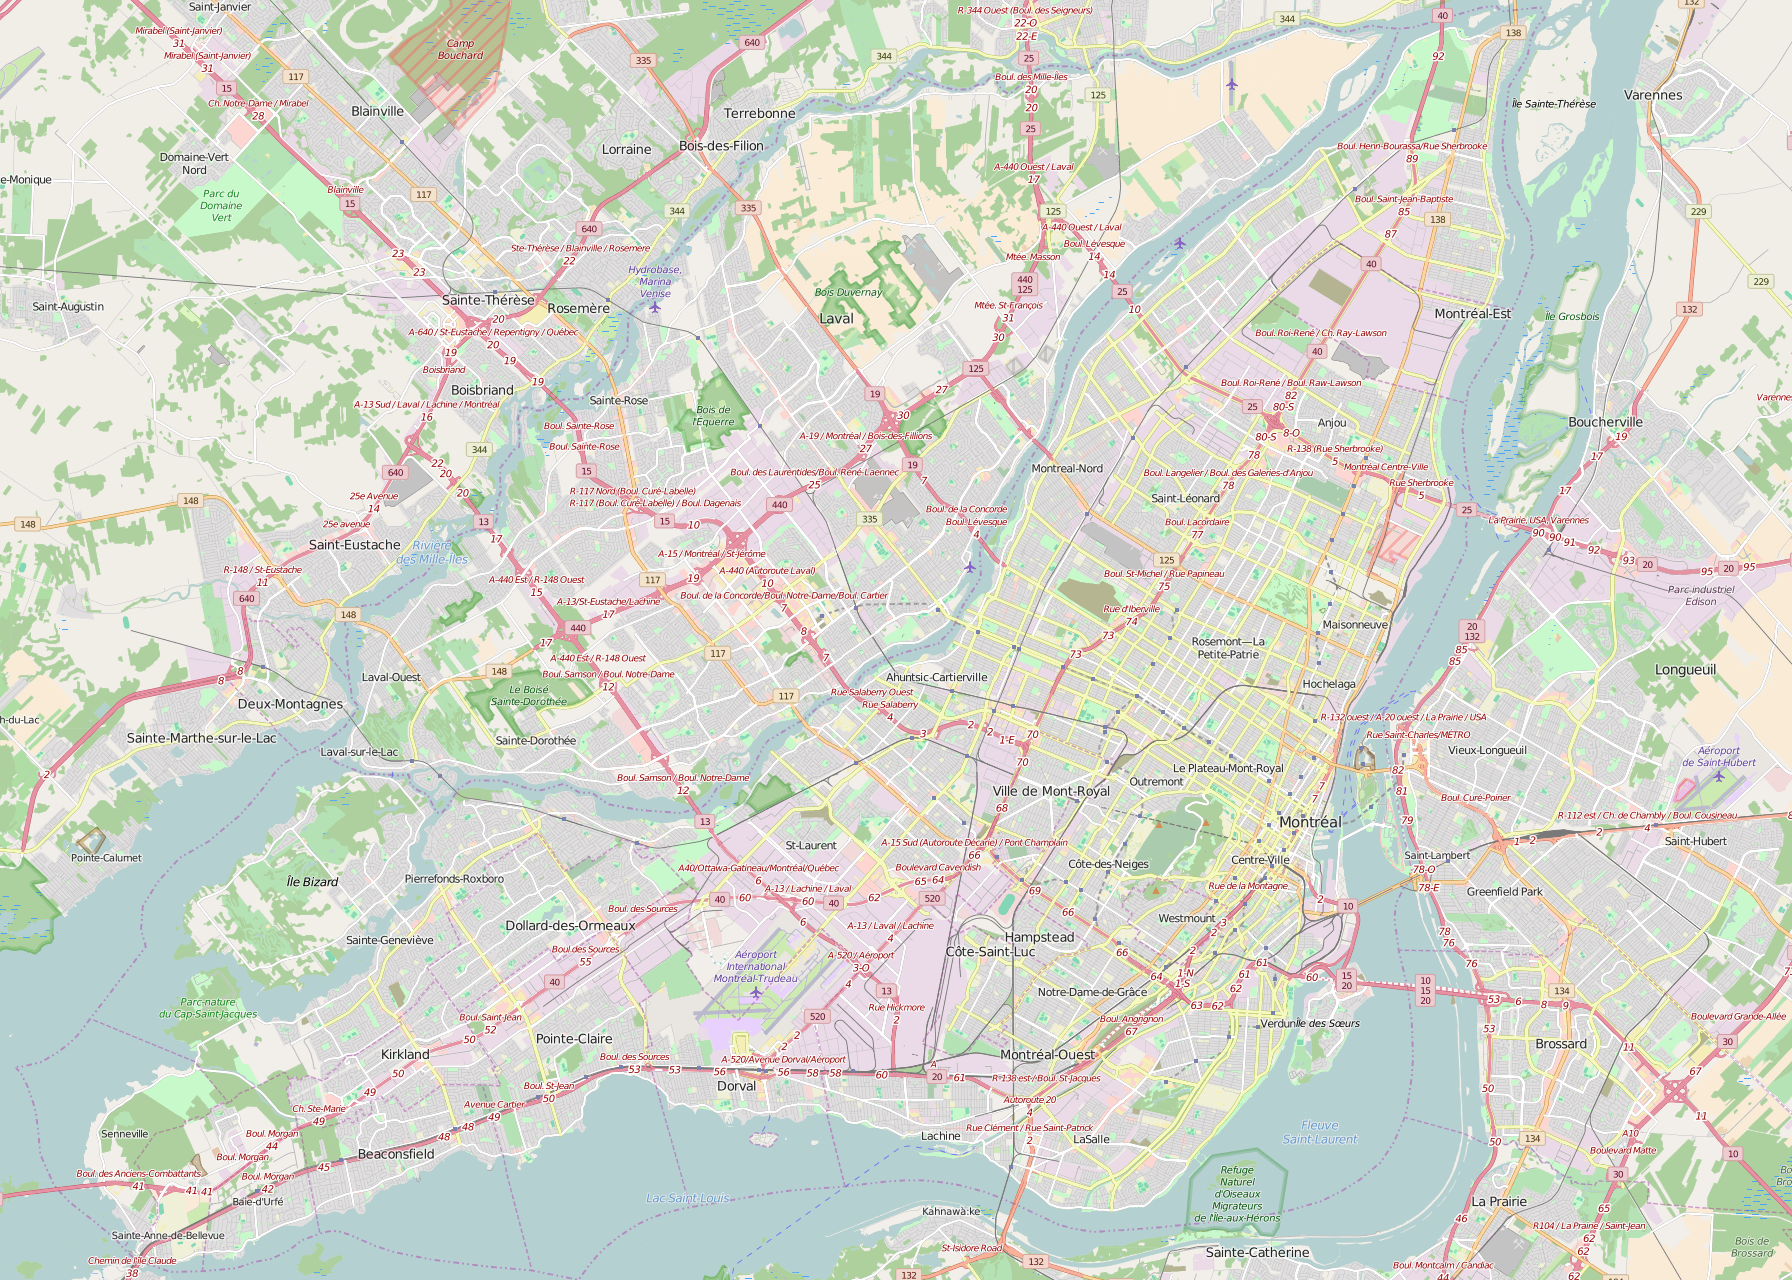 Saint-Janvier
Mirabel (Saint-Janvier)
31
Mirabel (Saint-Janvier)
31
117
15
Ch. Notre-Dame / Mirabel
28
Camp
Bouchard
Blainville
335
640
344
R-344 Ouest (Boul. des Seigneurs)
22-O
22-E
25
Boul. des Mille-Îles
20
20
25
125
344
40
138
132
92
Île Sainte-Thérèse
Varennes
Terrebonne
Lorraine
Bois-des-Filion
Domaine-Vert
Nord
e-Monique
Parc du
Domaine
Vert
Blainville
15
117
344
335
640
Ste-Thérèse / Blainville / Rosemere
22
23
23
A-440 Ouest / Laval
17
125
A-440 Ouest / Laval
Boul. Lévesque
14
Mtée. Masson
14
25
10
Boul. Henri-Bourassa/Rue Sherbrooke
89
Boul. Saint-Jean-Baptiste
85
138
87
40
229
229
132
Hydrobase,
Marina
Venise
Saint-Augustin
Sainte-Thérèse
Rosemère
20
A-640 / St-Eustache / Repentigny / Québec
20
19
19
19
Boisbriand
Boisbriand
A-13 Sud / Laval / Lachine / Montréal
16
Bois Duvernay
Laval
440
125
Mtée. St-François
31
30
125
27
19
30
Montréal-Est
Île Grosbois
Boul. Roi-René / Ch. Ray-Lawson
40
Boul. Roi-René / Boul. Raw-Lawson
82
80-S
25
80-S
8-O
Anjou
78
R-138 (Rue Sherbrooke)
5
Montréal Centre-Ville
Rue Sherbrooke
5
25
Boucherville
19
17
17
Varennes
Sainte-Rose
Boul. Sainte-Rose
Boul. Sainte-Rose
15
Bois de
l'Équerre
A-19 / Montréal / Bois-des-Fillions
27
Boul. des Laurentides/Boul. René-Laennec
25
19
7
440
335
Boul. de la Concorde
Boul. Lévesque
4
Montreal-Nord
Boul. Langelier / Boul. des Galeries-d'Anjou
78
Saint-Léonard
Boul. Lacordaire
77
125
Boul. St-Michel / Rue Papineau
75
Rue d'Iberville
74
73
73
344
640
22
20
20
25e Avenue
14
25e avenue
148
148
Saint-Eustache
Rivière
des Mille-Îles
13
17
R-117 Nord (Boul. Curé-Labelle)
R-117 (Boul. Curé-Labelle) / Boul. Dagenais
15
10
A-15 / Montréal / St-Jérôme
19
A-440 (Autoroute Laval)
10
Boul. de la Concorde/Boul. Notre-Dame/Boul. Cartier
7
8
7
117
R-148 / St-Eustache
11
640
148
A-440 Est / R-148 Ouest
15
A-13/St-Eustache/Lachine
17
440
17
148
A-440 Est / R-148 Ouest
Boul. Samson / Boul. Notre-Dame
12
117
117
La Prairie, USA, Varennes
90
90
91
92
93
20
95
20
95
Parc industriel
Edison
20
132
85
85
Longueuil
Maisonneuve
Rosemont—La
Petite-Patrie
Hochelaga
Ahuntsic-Cartierville
Rue Salaberry Ouest
Rue Salaberry
4
3
2
2
1-E
70
70
68
8
8
Laval-Ouest
Deux-Montagnes
h-du-Lac
Sainte-Marthe-sur-le-Lac
2
Le Boisé
Sainte-Dorothée
Sainte-Dorothée
Laval-sur-le-Lac
Boul. Samson / Boul. Notre-Dame
12
13
R-132 ouest / A-20 ouest / La Prairie / USA
Rue Saint-Charles/METRO
Vieux-Longueuil
Aéroport
de Saint-Hubert
82
81
79
Boul. Curé-Poirier
R-112 est / Ch. de Chambly / Boul. Cousineau
1
2
2
4
8
Saint-Hubert
Le Plateau-Mont-Royal
Outremont
Ville de Mont-Royal
7
7
Montréal
Centre-Ville
Côte-des-Neiges
Rue de la Montagne
Saint-Lambert
78-O
78-E
Greenfield Park
Pointe-Calumet
Île Bizard
Pierrefonds-Roxboro
St-Laurent
A-15 Sud (Autoroute Décarie) / Pont Champlain
66
Boulevard Cavendish
65
64
62
A40/Ottawa-Gatineau/Montréal/Québec
6
A-13 / Lachine / Laval
40
60
60
40
520
6
Boul. des Sources
Dollard-des-Ormeaux
Boul.des Sources
55
40
Sainte-Geneviève
A-13 / Laval / Lachine
4
A-520/Aéroport
3-O
4
13
Aéroport
International
Montréal-Trudeau
69
66
66
64
Westmount
Hampstead
Côte-Saint-Luc
Notre-Dame-de-Grâce
3
2
2
1-N
1-S
63
62
62
61
61
60
2
2
10
15
20
10
15
20
78
76
76
53
6
8
9
134
53
Parc-nature
du Cap-Saint-Jacques
Boul.Saint-Jean
52
50
50
49
Kirkland
Pointe-Claire
Boul. des Sources
53
53
56
56
58
58
60
520
2
2
Rue Hickmore
2
A-520/Avenue Dorval/Aéroport
Dorval
20
61
Boul. Angrignon
67
Montréal-Ouest
R-138 est / Boul. St-Jacques
Autoroute 20
4
Rue Clément / Rue Saint-Patrick
2
Verdun
Île des Sœurs
Brossard
Boulevard Grande-Allée
30
11
67
11
50
50
134
A10
Boulevard Matte
10
30
65
Boul. St-Jean
50
Avenue Cartier
49
48
48
Ch. Ste-Marie
Boul. Morgan
44
Boul. Morgan
Boul. Morgan
42
45
Senneville
Boul. des Anciens-Combattants
41
41
41
Beaconsfield
Baie-d'Urfé
Sainte-Anne-de-Bellevue
Chemin de l'Île Claude
38
Lachine
LaSalle
Lac Saint Louis
Fleuve
Saint-Laurent
Refuge
Naturel
d'Oiseaux
Migrateurs
de l'île-aux-Hérons
Kahnawà:ke
St-Isidore Road
132
132
Sainte-Catherine
La Prairie
46
R104 / La Prairie / Saint-Jean
62
62
62
Boul. Montcalm / Candiac
44
Bois de
Brossard